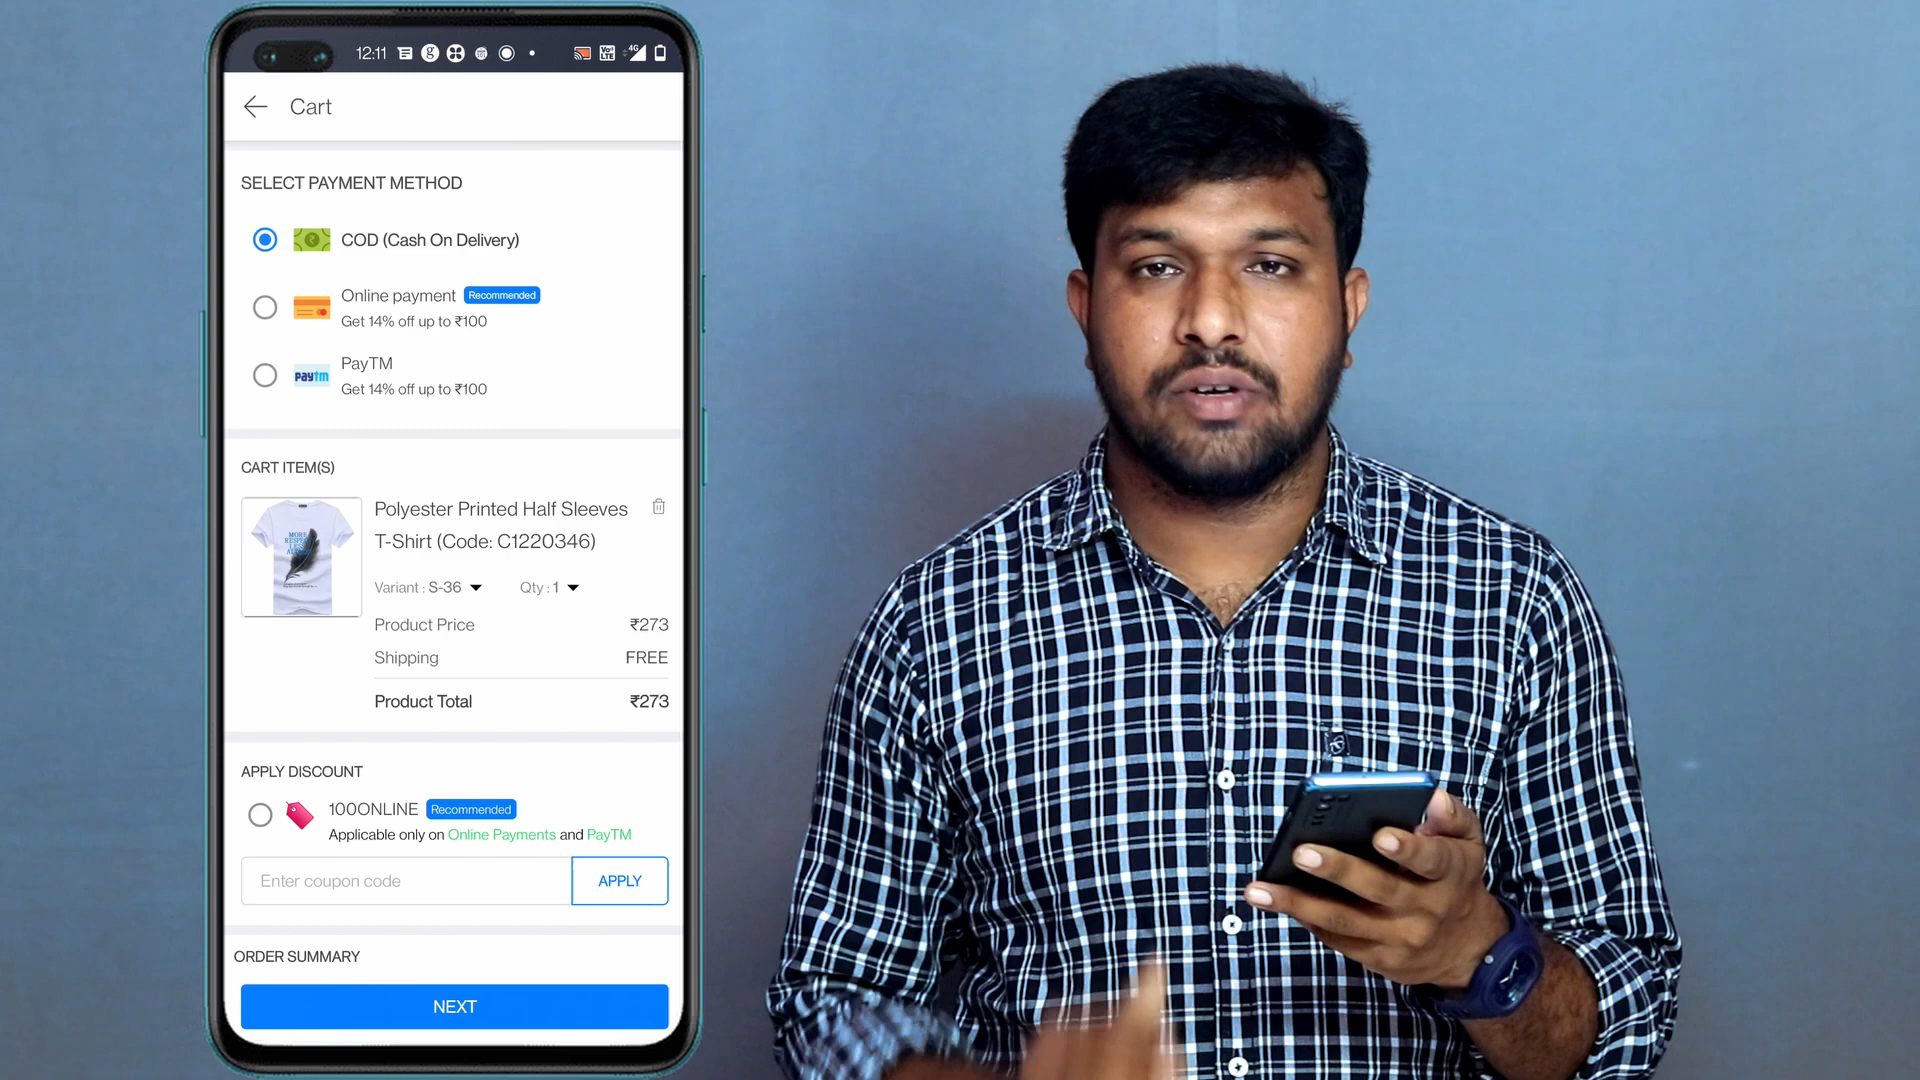 12:11
Cart
SELECT PAYMENT METHOD
COD (Cash On Delivery)
Online payment Recommended
Get 14% off up to ₹100
PayTM
paytm
Get 14% off up to ₹100
CART ITEM(S)
Polyester Printed Half Sleeves
T-Shirt (Code: C1220346)
MORE
LESS
Variant : S-36 Qty : 1
Product Price ₹273
Shipping FREE
Product Total ₹273
APPLY DISCOUNT
100ONLINE Recommended
Applicable only on Online Payments and PayTM
Enter coupon code APPLY
ORDER SUMMARY
NEXT